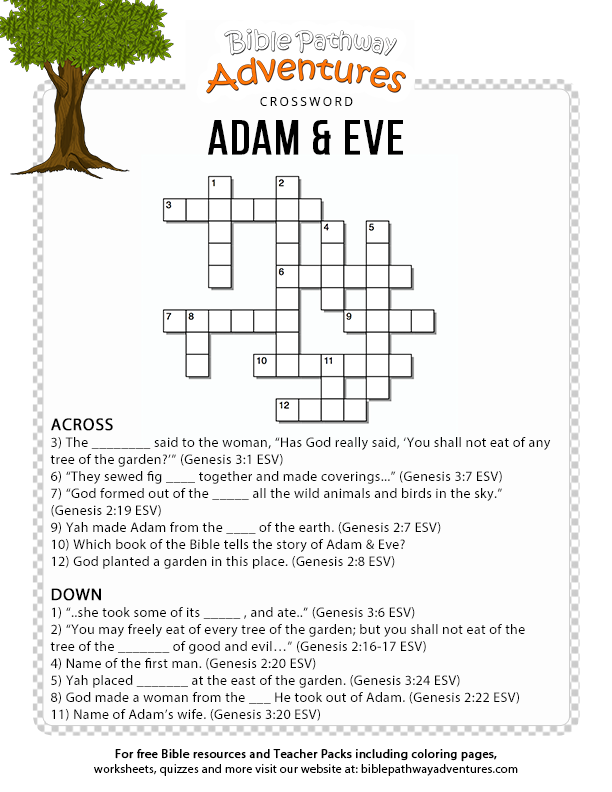 Bible Pathway
Adventures
CROSSWORD
ADAM & EVE
1 2
3
4 5
6
7 8 9
10 11
12
ACROSS
3) The ________ said to the woman, “Has God really said, ‘You shall not eat of any
tree of the garden?’” (Genesis 3:1 ESV)
6) “They sewed fig ____ together and made coverings...” (Genesis 3:7 ESV)
7) “God formed out of the _____ all the wild animals and birds in the sky.”
(Genesis 2:19 ESV)
9) Yah made Adam from the ____ of the earth. (Genesis 2:7 ESV)
10) Which book of the Bible tells the story of Adam & Eve?
12) God planted a garden in this place. (Genesis 2:8 ESV)
DOWN
1) “..she took some of its _____ , and ate..” (Genesis 3:6 ESV)
2) “You may freely eat of every tree of the garden; but you shall not eat of the
tree of the _______ of good and evil…” (Genesis 2:16-17 ESV)
4) Name of the first man. (Genesis 2:20 ESV)
5) Yah placed _______ at the east of the garden. (Genesis 3:24 ESV)
8) God made a woman from the ___ He took out of Adam. (Genesis 2:22 ESV)
11) Name of Adam’s wife. (Genesis 3:20 ESV)
For free Bible resources and Teacher Packs including coloring pages,
worksheets, quizzes and more visit our website at: biblepathwayadventures.com